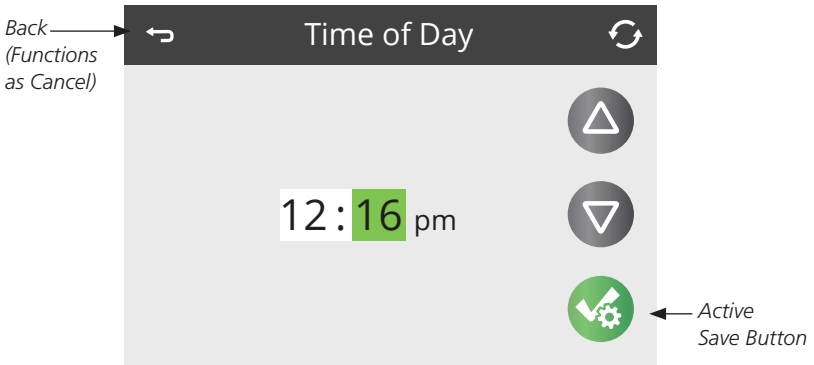 Back
(Functions
as Cancel)
Time of Day
12:16 pm
Active
Save Button